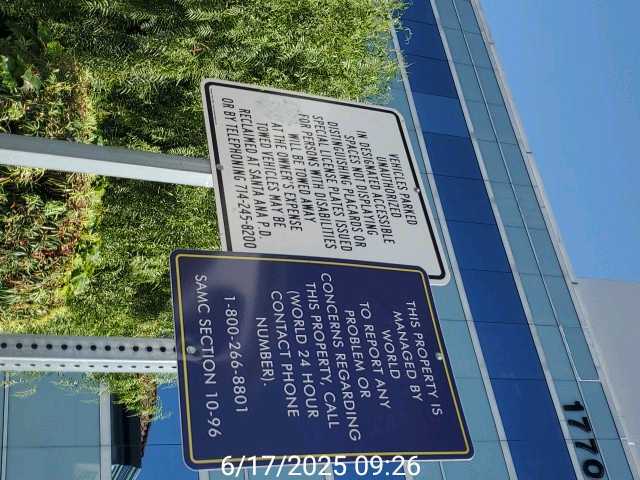 VEHICLES PARKED
UNAUTHORIZED
IN DESIGNATED ACCESSIBLE
SPACES NOT DISPLAYING
DISTINGUISHING PLACARDS OR
SPECIAL LICENSE PLATES ISSUED
FOR PERSONS WITH DISABILITIES
WILL BE TOWED AWAY
AT THE OWNER'S EXPENSE
TOWED VEHICLES MAY BE
RECLAIMED AT SANTA ANA P.D.
OR BY TELEPHONING 714-245-8200
THIS PROPERTY IS
MANAGED BY
WORLD
TO REPORT ANY
PROBLEM OR
CONCERNS REGARDING
THIS PROPERTY, CALL
(WORLD 24 HOUR
CONTACT PHONE
NUMBER).
1-800-266-8801
SAMC SECTION 10-96
1770
6/17/2025 09:26